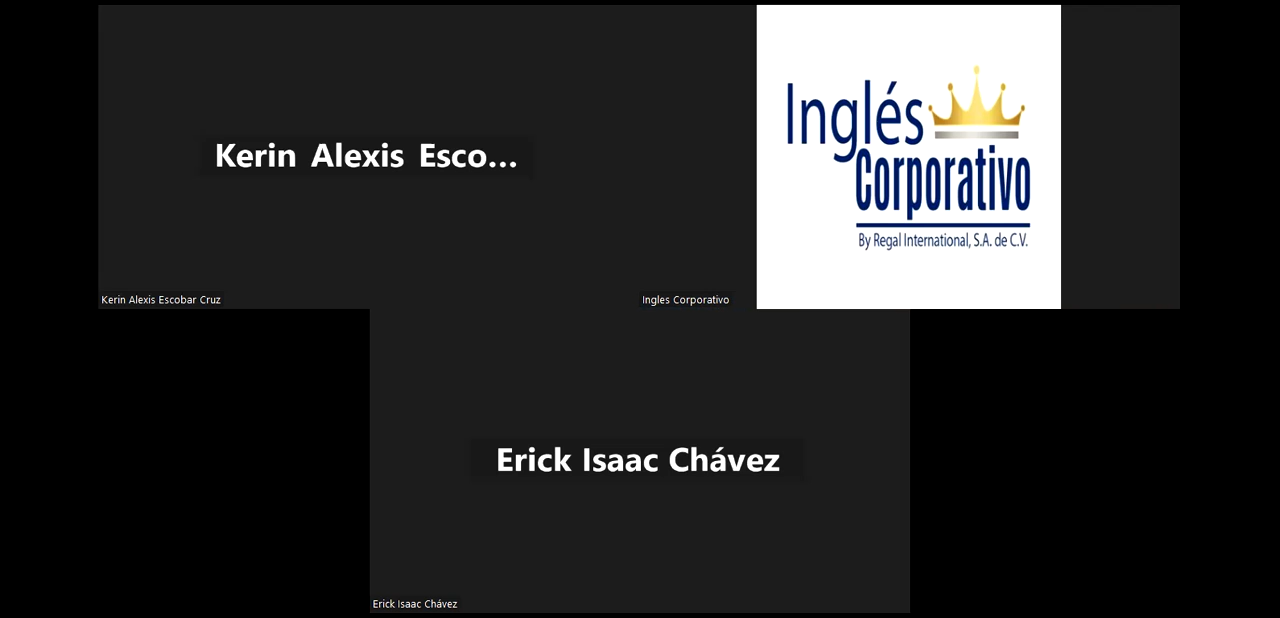 Kerin Alexis Esco...
Kerin Alexis Escobar Cruz
Inglés
Corporativo
By Regal International, S.A. de C.V.
Ingles Corporativo
Erick Isaac Chávez
Erick Isaac Chávez